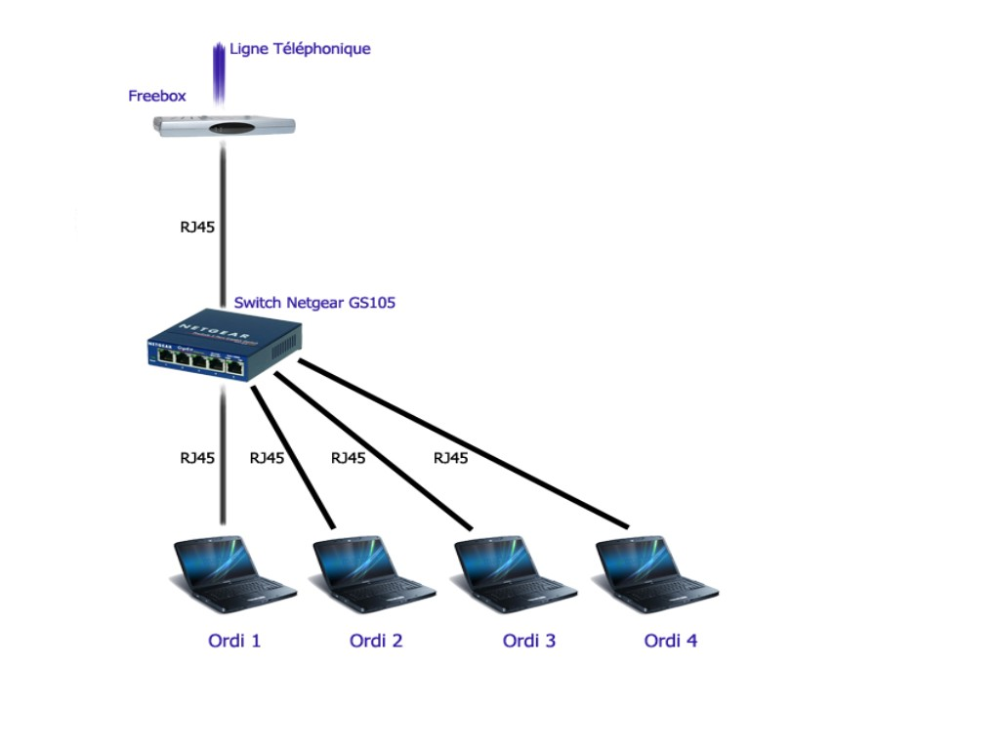 Ligne Téléphonique
Freebox
RJ45
Switch Netgear GS105
NETGEAR
NETGEAR
RJ45 RJ45 RJ45 RJ45
Ordi 1 Ordi 2 Ordi 3 Ordi 4